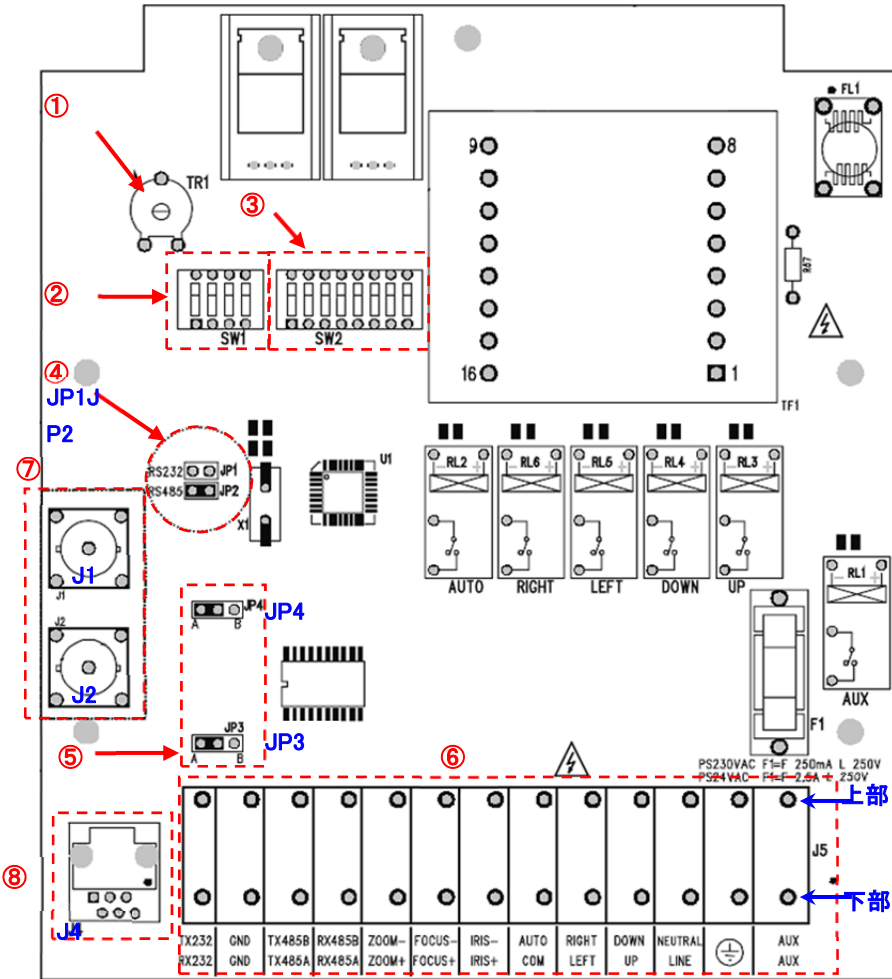 ①
TR1
FL1
③
9
8
R67
②
SW1
SW2
16
1
TF1
④
JP1J
P2
RS232
JP1
RS485
JP2
X1
U1
RL2
RL6
RL5
RL4
RL3
AUTO
RIGHT
LEFT
DOWN
UP
RL1
AUX
⑦
J1
J1
J2
J2
JP4
JP4
A
B
JP3
JP3
A
B
⑤
⑥
F1
PS230VAC F1=F 250mA L 250V
PS24VAC F1=F 2,5A L 250V
上部
J5
下部
⑧
J4
TX232 GND TX485B RX485B ZOOM- FOCUS- IRIS- AUTO RIGHT DOWN NEUTRAL AUX
RX232 GND TX485A RX485A ZOOM+ FOCUS+ IRIS+ COM LEFT UP LINE AUX